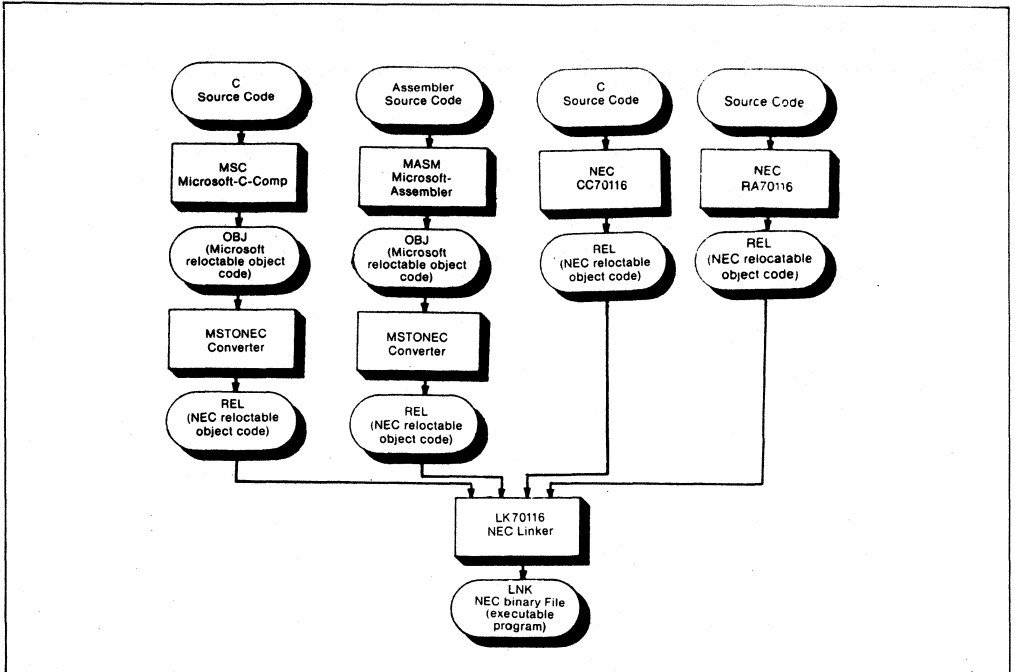 C
Source Code
Assembler
Source Code
C
Source Code
Source Code
MSC
Microsoft-C-Comp
MASM
Microsoft-
Assembler
NEC
CC70116
NEC
RA70116
OBJ
(Microsoft
reloctable object
code)
OBJ
(Microsoft
reloctable object
code)
REL
(NEC reloctable
object code)
REL
(NEC relocatable
object code)
MSTONEC
Converter
MSTONEC
Converter
REL
(NEC reloctable
object code)
REL
(NEC reloctable
object code)
LK70116
NEC Linker
LNK
NEC binary File
(executable
program)